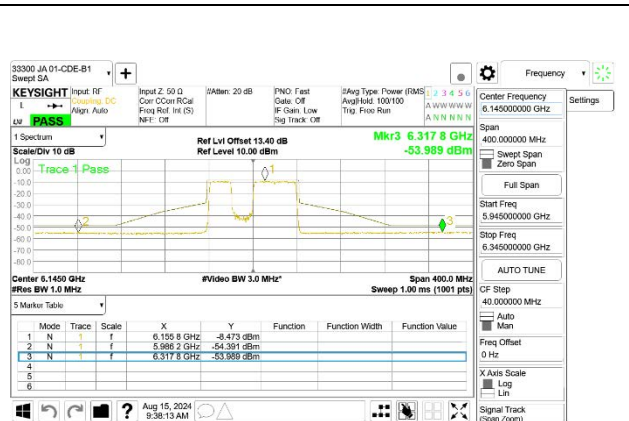 33300 JA 01-CDE-B1
Swept SA
Frequency
KEYSIGHT Input: RF Input Z: 50 Ω #Atten: 20 dB PNO: Fast #Avg Type: Power (RMS 1 2 3 4 5 6
L Coupling: DC Corr CCorr RCal Gate: Off Avg|Hold: 100/100 A W W W W W
Align: Auto Freq Ref: Int (S) IF Gain: Low Trig: Free Run A N N N N N
PASS NFE: Off Sig Track: Off
Center Frequency
6.145000000 GHz
Settings
Span
400.000000 MHz
Swept Span
Zero Span
Full Span
Start Freq
5.945000000 GHz
Stop Freq
6.345000000 GHz
AUTO TUNE
CF Step
40.000000 MHz
Auto
Man
Freq Offset
0 Hz
X Axis Scale
Log
Lin
Signal Track
(Span Zoom)
1 Spectrum
Ref Lvl Offset 13.40 dB Mkr3 6.317 8 GHz
Scale/Div 10 dB Ref Level 10.00 dBm -53.989 dBm
Log
Trace 1 Pass
0.00
-10.0
-20.0
-30.0
-40.0
-50.0
-60.0
-70.0
-80.0
1
2
3
Center 6.1450 GHz #Video BW 3.0 MHz* Span 400.0 MHz
#Res BW 1.0 MHz Sweep 1.00 ms (1001 pts)
5 Marker Table
Mode Trace Scale X Y Function Function Width Function Value
1 N 1 f 6.155 8 GHz -8.473 dBm
2 N 1 f 5.986 2 GHz -54.391 dBm
3 N 1 f 6.317 8 GHz -53.989 dBm
4
5
6
? Aug 15, 2024
9:38:13 AM